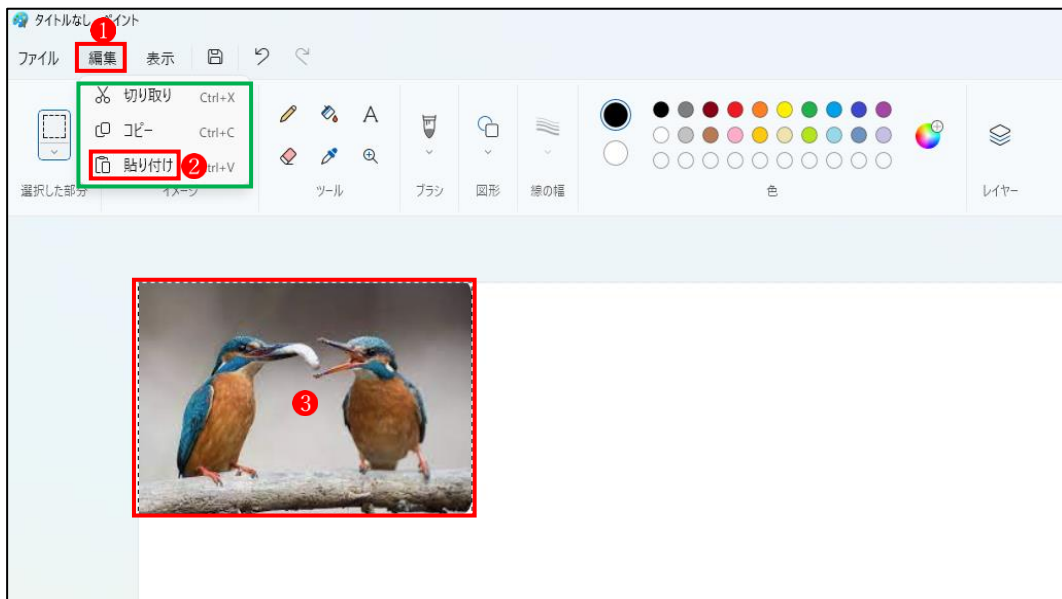 タイトルなし - ペイント
1
ファイル 編集 表示
切り取り Ctrl+X
コピー Ctrl+C
貼り付け 2 trl+V
A
選択した部分 イメージ ツール ブラシ 図形 線の幅 色 レイヤー
3